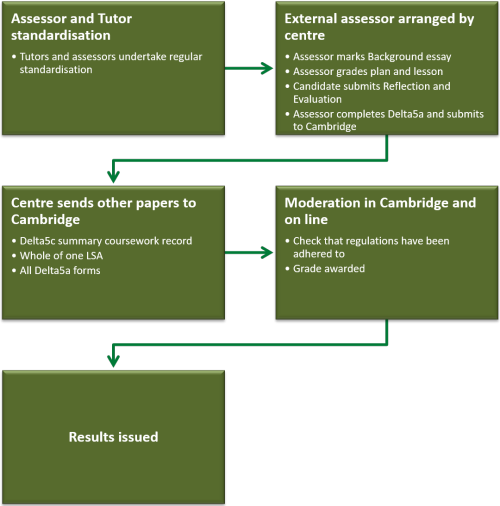 Assessor and Tutor
standardisation
• Tutors and assessors undertake regular
standardisation
External assessor arranged by
centre
• Assessor marks Background essay
• Assessor grades plan and lesson
• Candidate submits Reflection and
Evaluation
• Assessor completes Delta5a and submits
to Cambridge
Centre sends other papers to
Cambridge
• Delta5c summary coursework record
• Whole of one LSA
• All Delta5a forms
Moderation in Cambridge and
on line
• Check that regulations have been
adhered to
• Grade awarded
Results issued